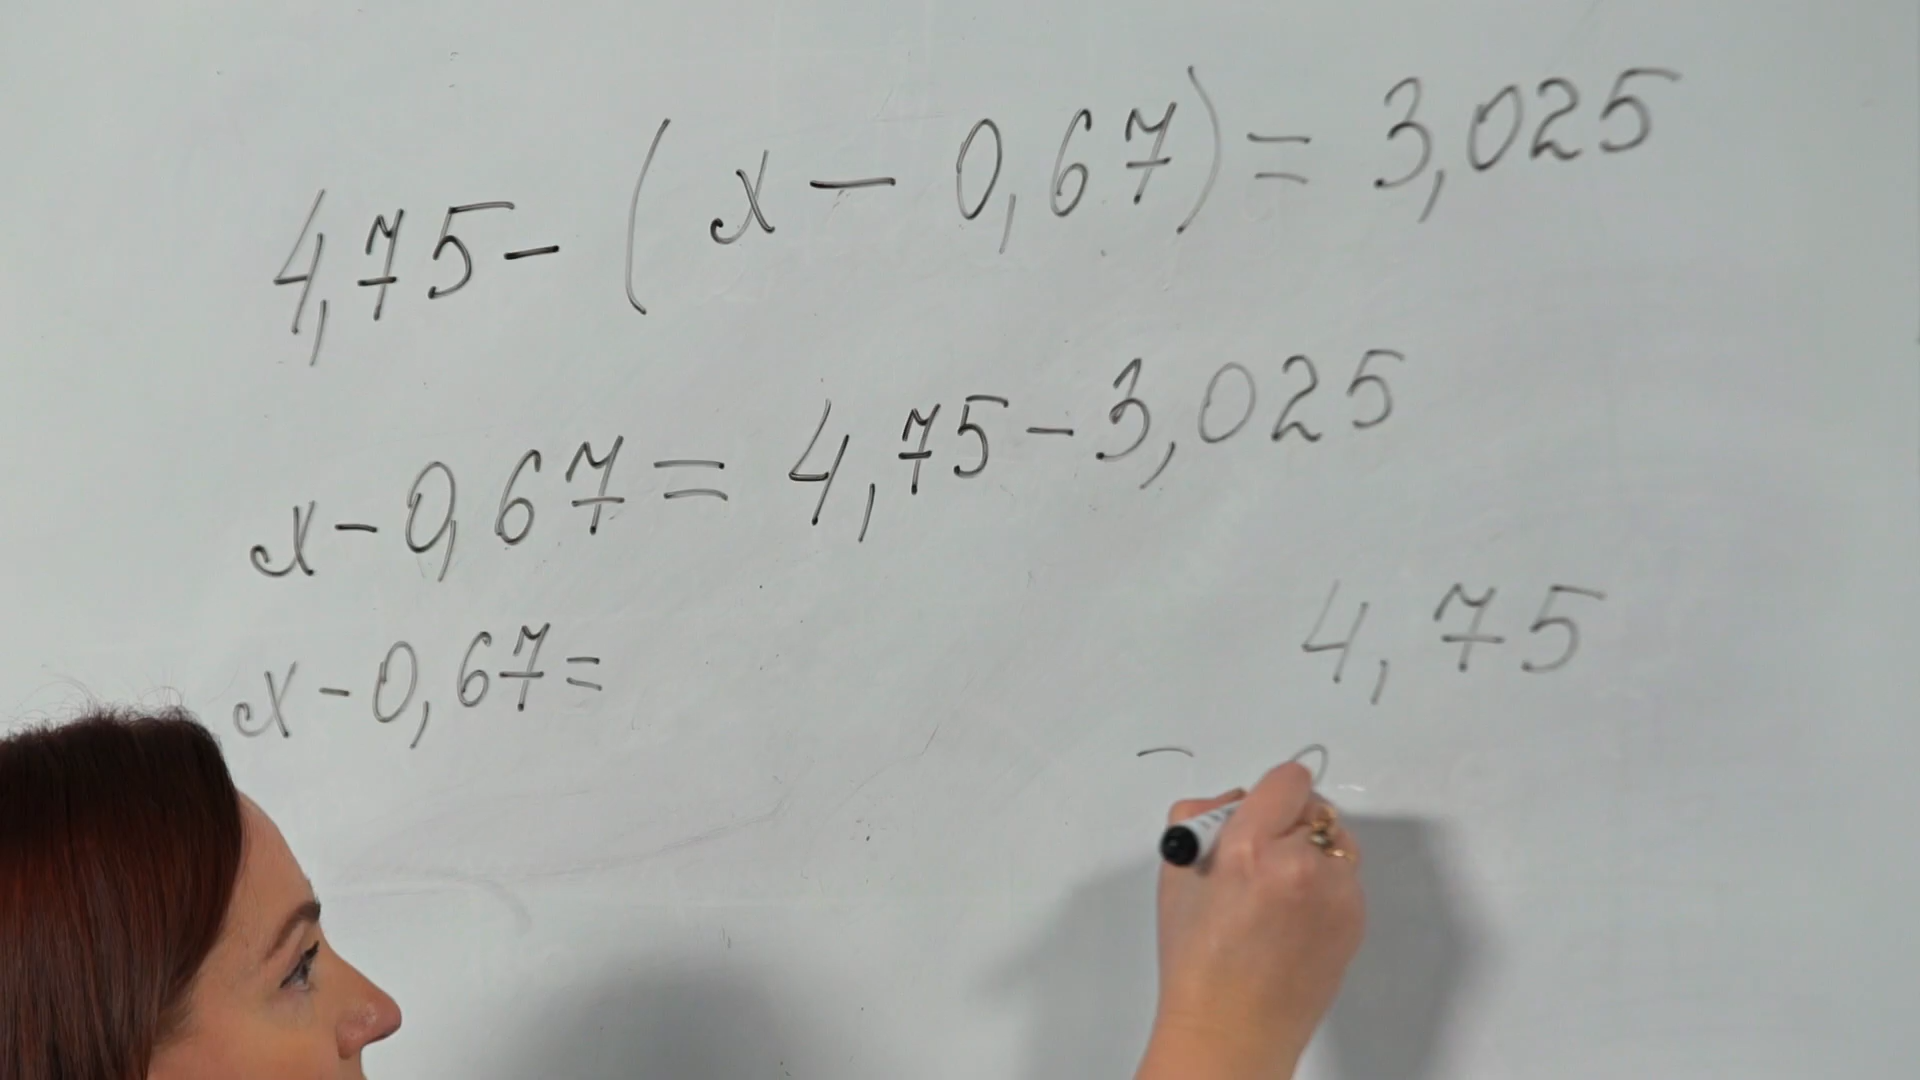 4,75 - (x - 0,67) = 3,025
x - 0,67 = 4,75 - 3,025
x - 0,67 =
4,75
-